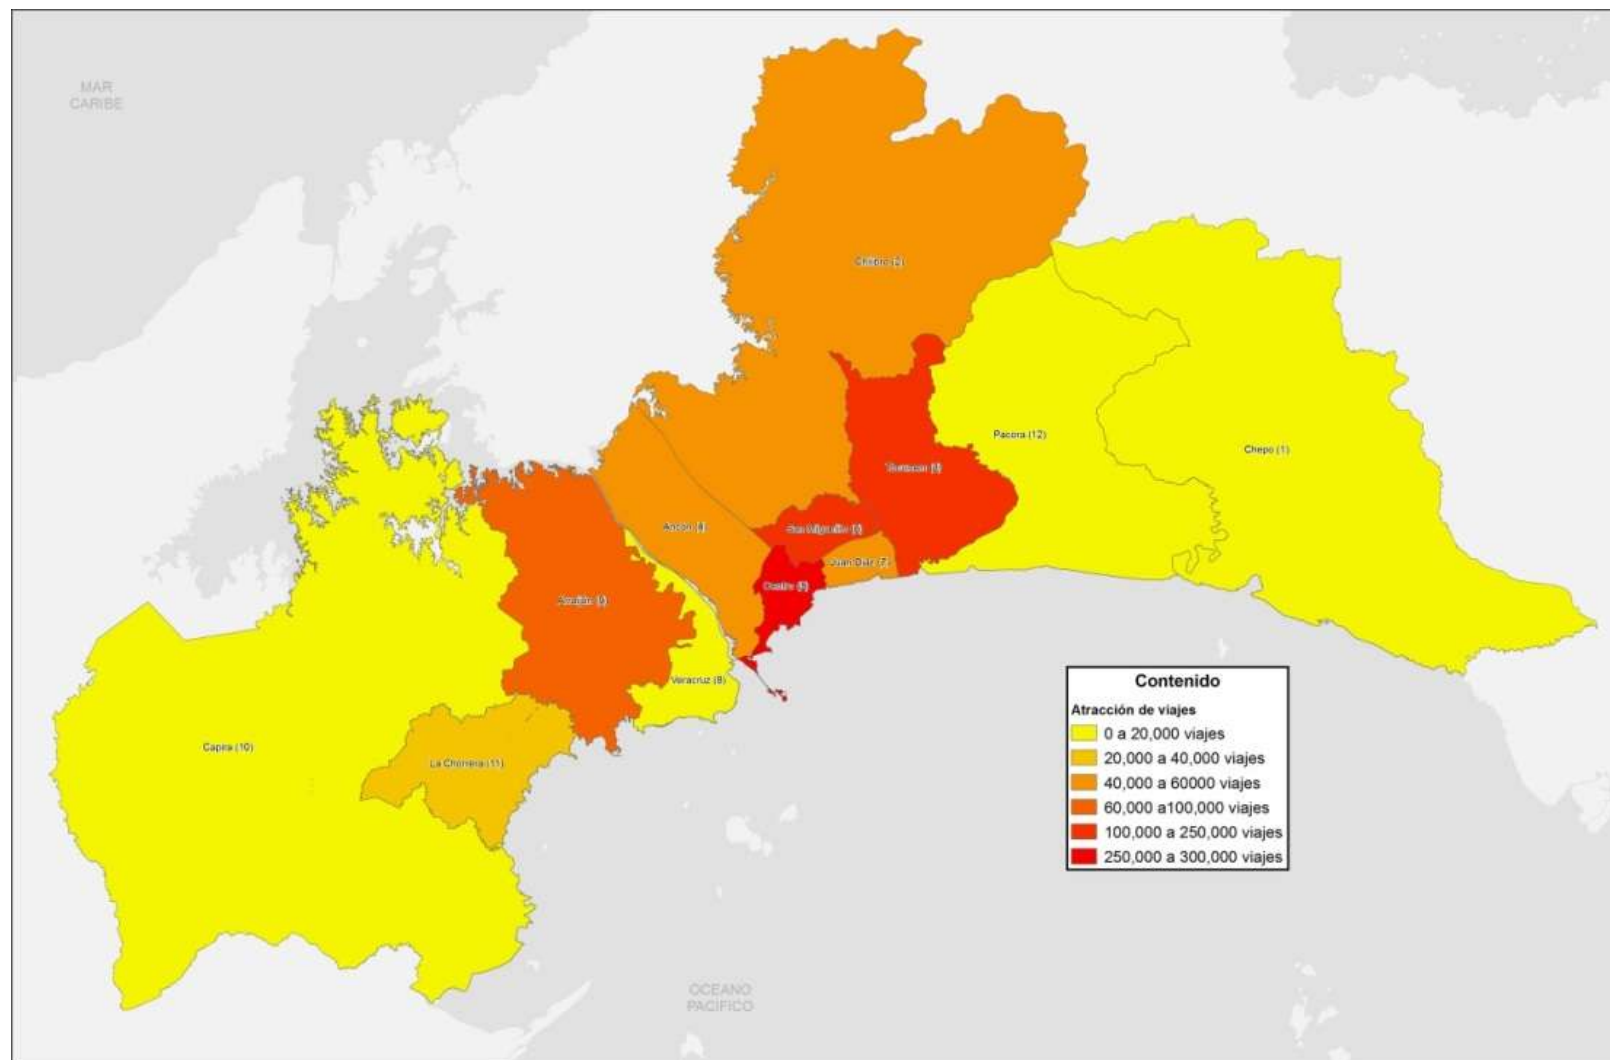 MAR
CARIBE
Chilibre (2)
Pacora (12)
Chepo (1)
Ancón (4)
Juan Díaz (7)
Veracruz (8)
Capira (10)
La Chorrera (11)
Contenido
Atracción de viajes
0 a 20,000 viajes
20,000 a 40,000 viajes
40,000 a 60000 viajes
60,000 a100,000 viajes
100,000 a 250,000 viajes
250,000 a 300,000 viajes
OCEANO
PACIFICO